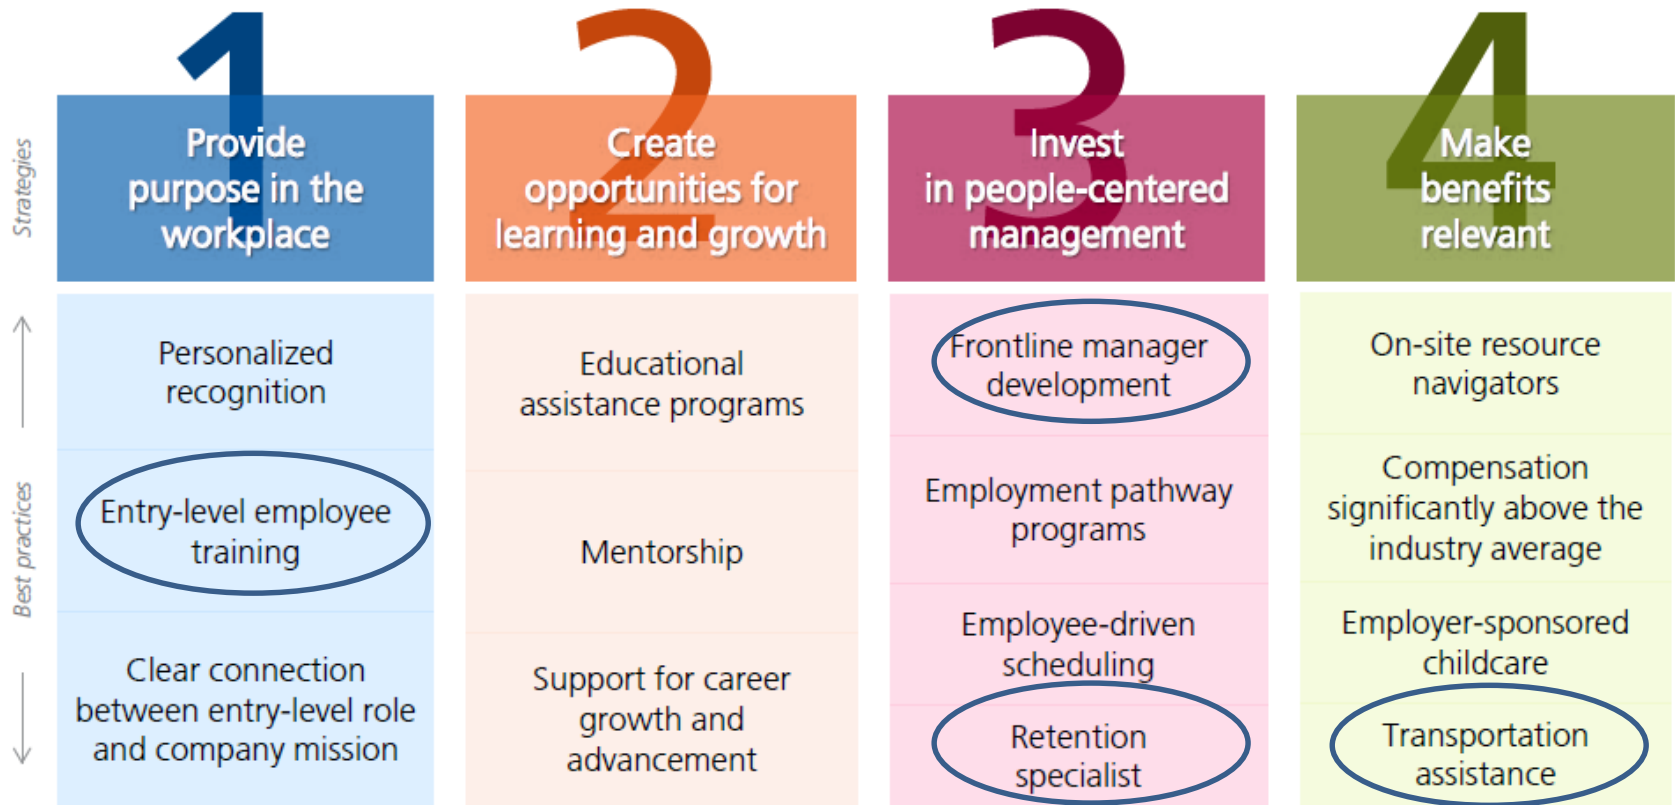 Strategies
1
Provide
purpose in the
workplace
2
Create
opportunities for
learning and growth
3
Invest
in people-centered
management
4
Make
benefits
relevant
Best practices
Personalized
recognition
Entry-level employee
training
Clear connection
between entry-level role
and company mission
Educational
assistance programs
Mentorship
Support for career
growth and
advancement
Frontline manager
development
Employment pathway
programs
Employee-driven
scheduling
Retention
specialist
On-site resource
navigators
Compensation
significantly above the
industry average
Employer-sponsored
childcare
Transportation
assistance